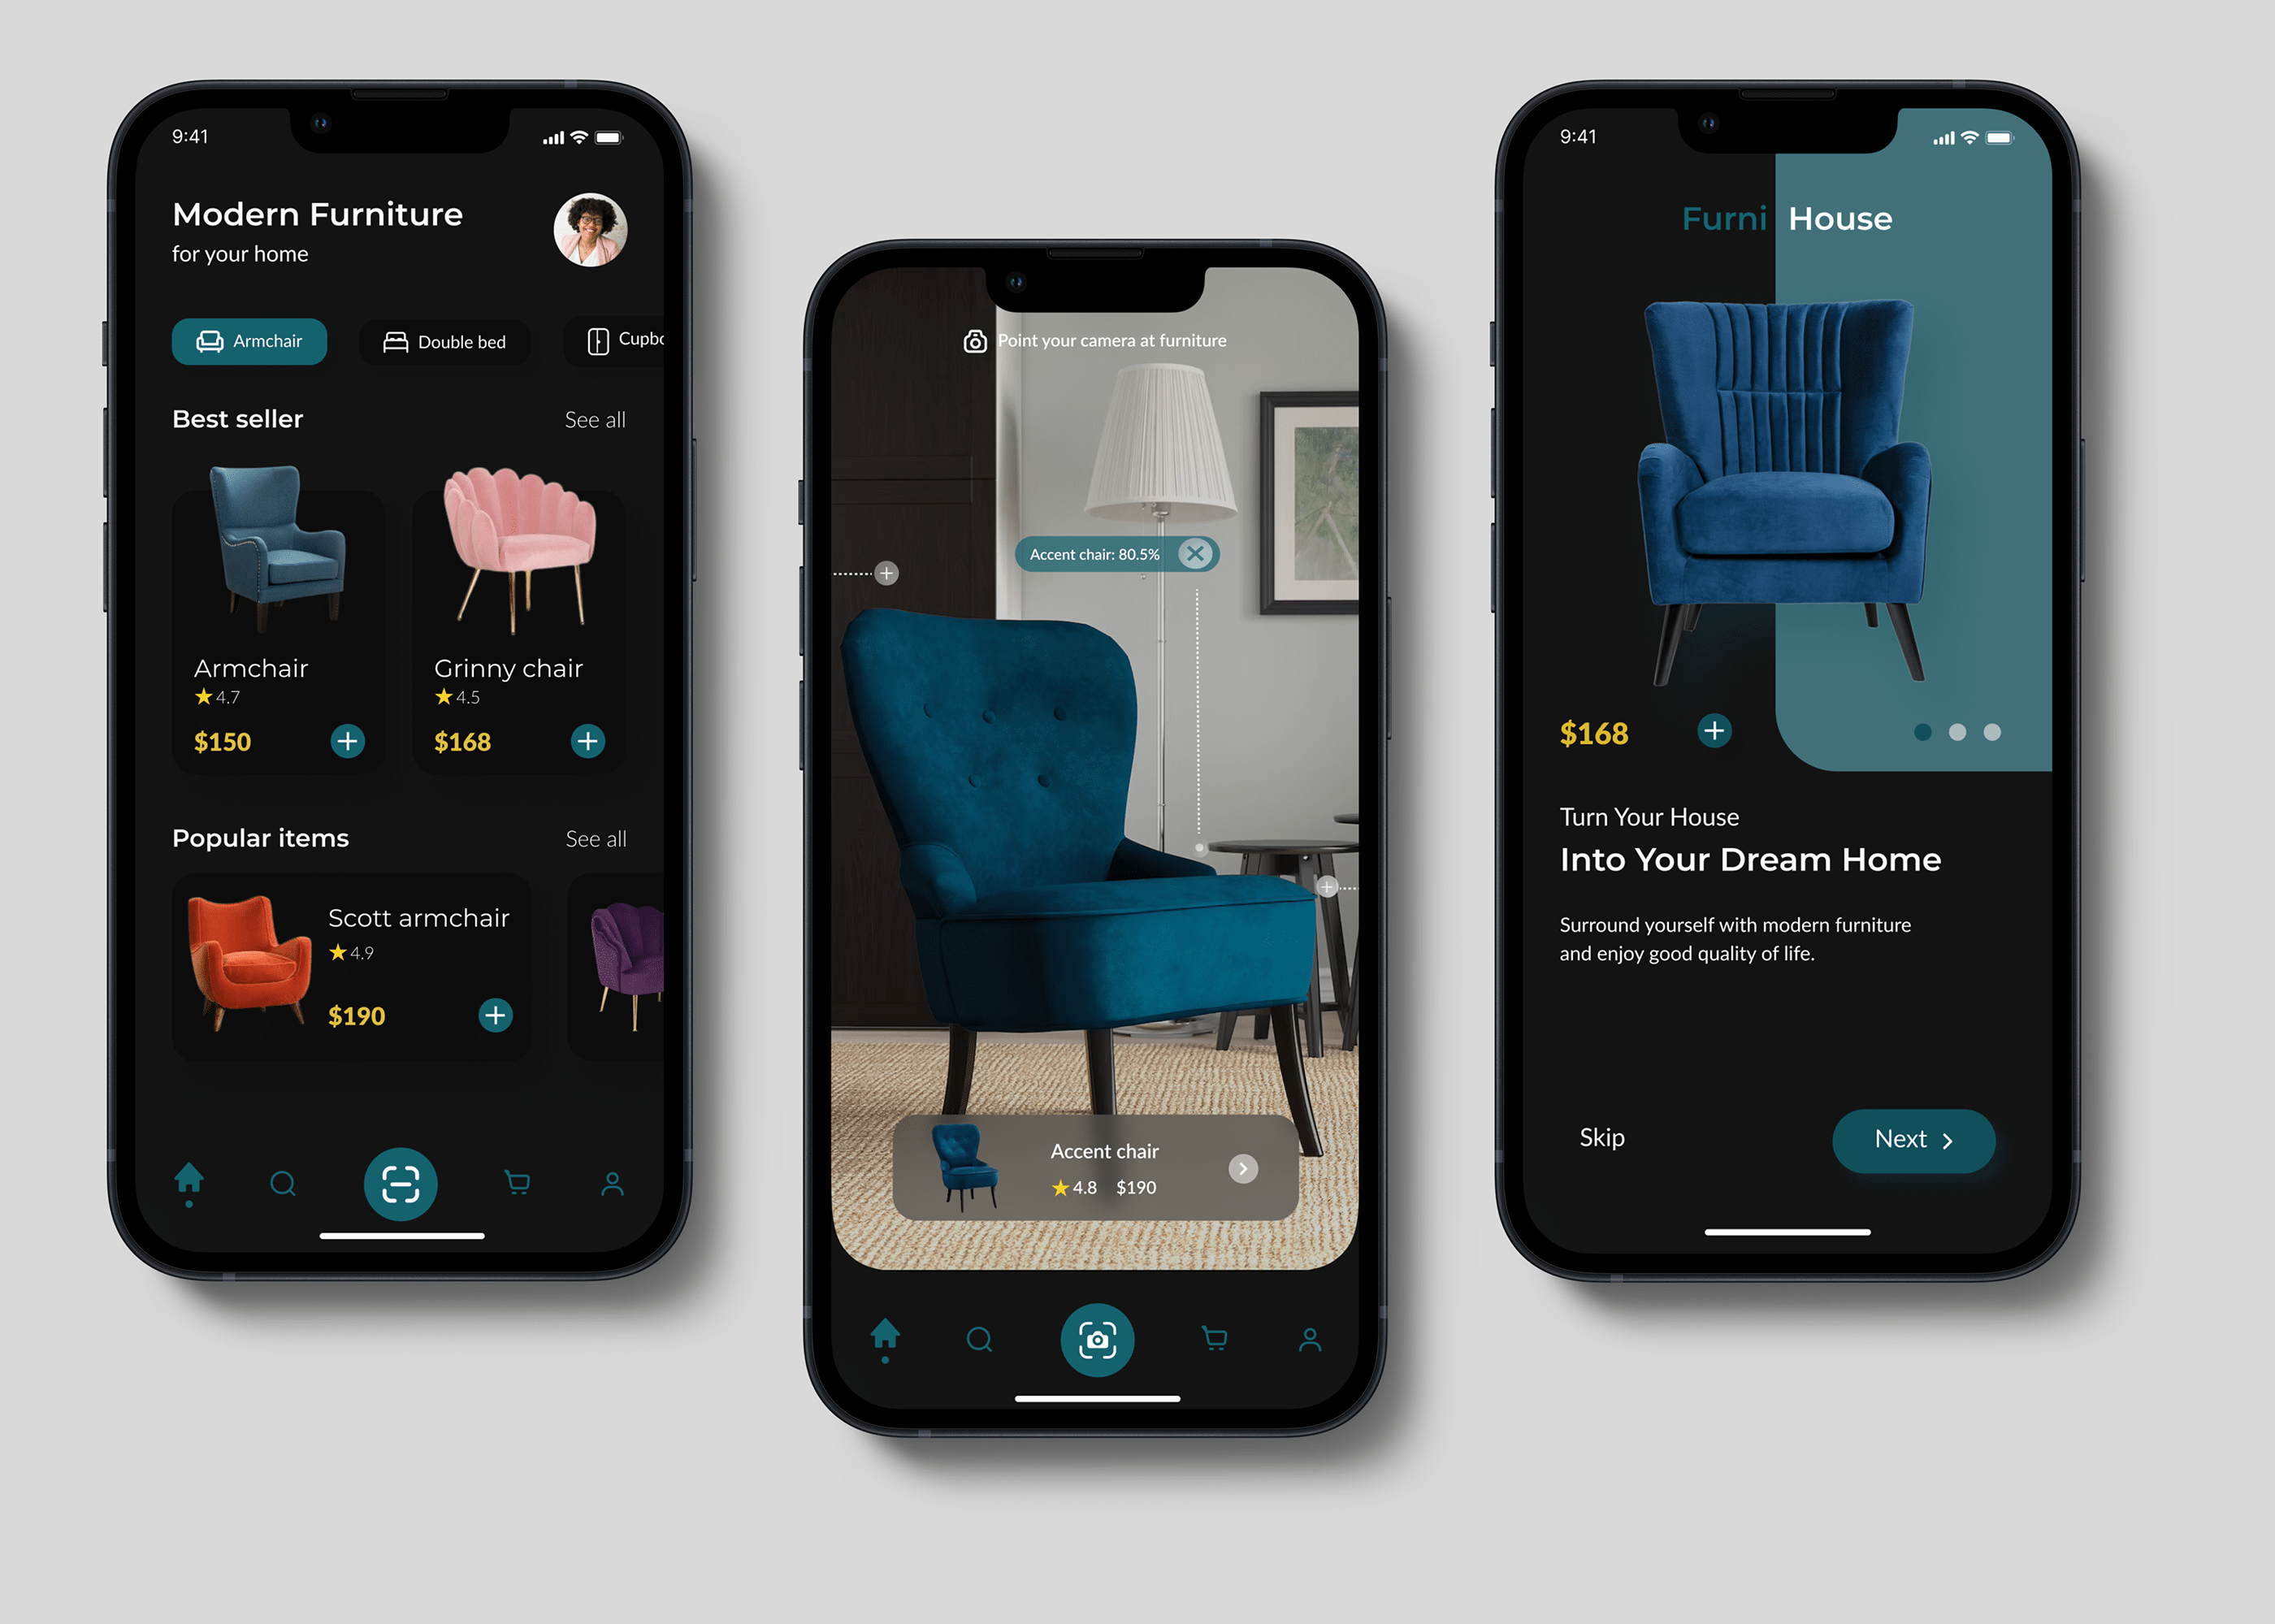 9:41
Modern Furniture
for your home
Armchair
Double bed
Cupbo
Best seller
See all
Armchair
4.7
$150
Grinny chair
4.5
$168
Popular items
See all
Scott armchair
4.9
$190
Point your camera at furniture
Accent chair: 80.5%
Accent chair
4.8 $190
9:41
Furni House
$168
Turn Your House
Into Your Dream Home
Surround yourself with modern furniture
and enjoy good quality of life.
Skip
Next